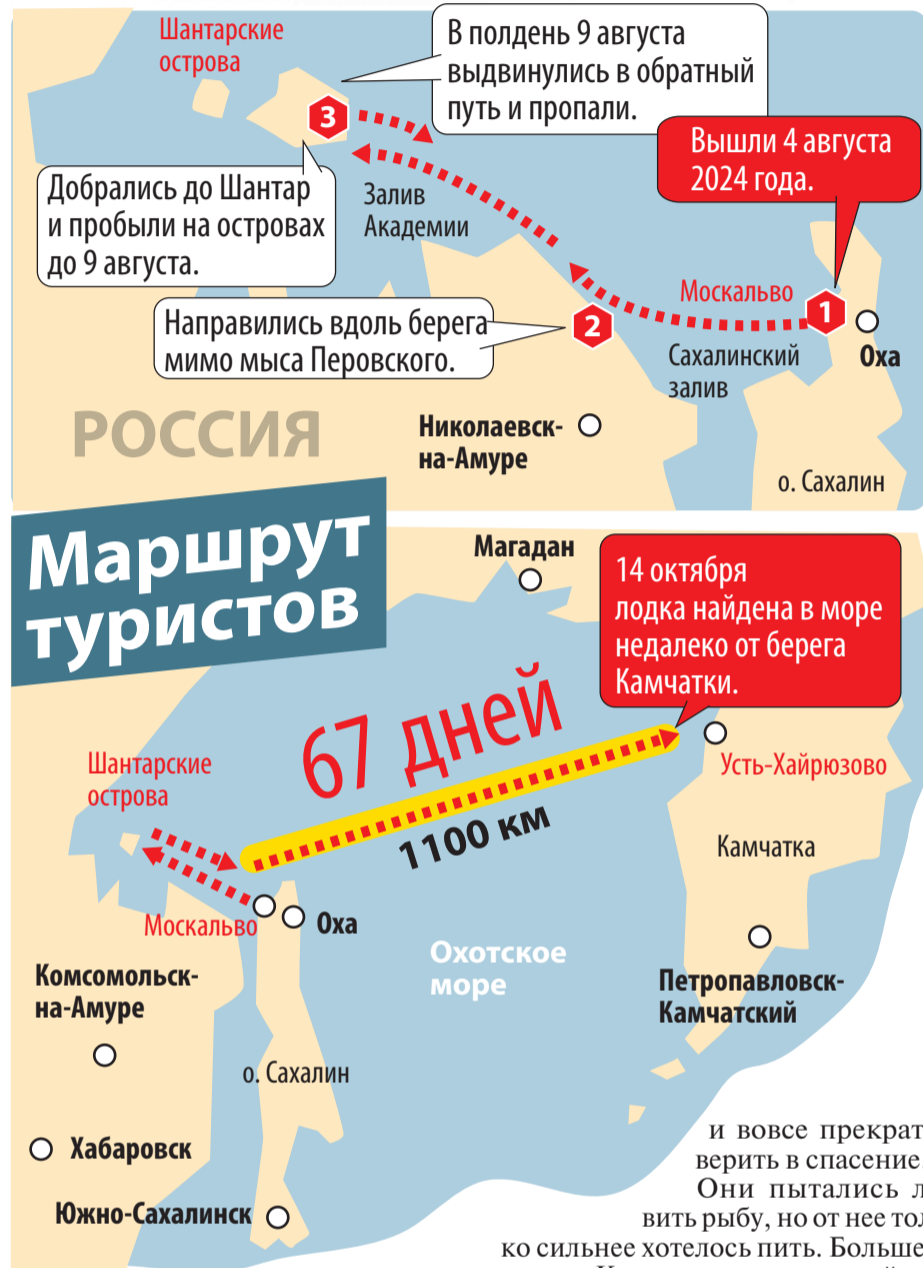 Шантарские
острова
В полдень 9 августа
выдвинулись в обратный
путь и пропали.
3
Вышли 4 августа
2024 года.
Добрались до Шантар
и пробыли на островах
до 9 августа.
Залив
Академии
Москальво
1
Направились вдоль берега
мимо мыса Перовского.
2
Сахалинский
залив
Оха
РОССИЯ
Николаевск-
на-Амуре
о. Сахалин
Маршрут
туристов
Магадан
14 октября
лодка найдена в море
недалеко от берега
Камчатки.
67 дней
1100 км
Шантарские
острова
Усть-Хайрюзово
Камчатка
Москальво
Оха
Охотское
море
Комсомольск-
на-Амуре
Петропавловск-
Камчатский
о. Сахалин
Хабаровск
Южно-Сахалинск
и вовсе прекрат
верить в спасение
Они пытались л
вить рыбу, но от нее тол
ко сильнее хотелось пить. Больше